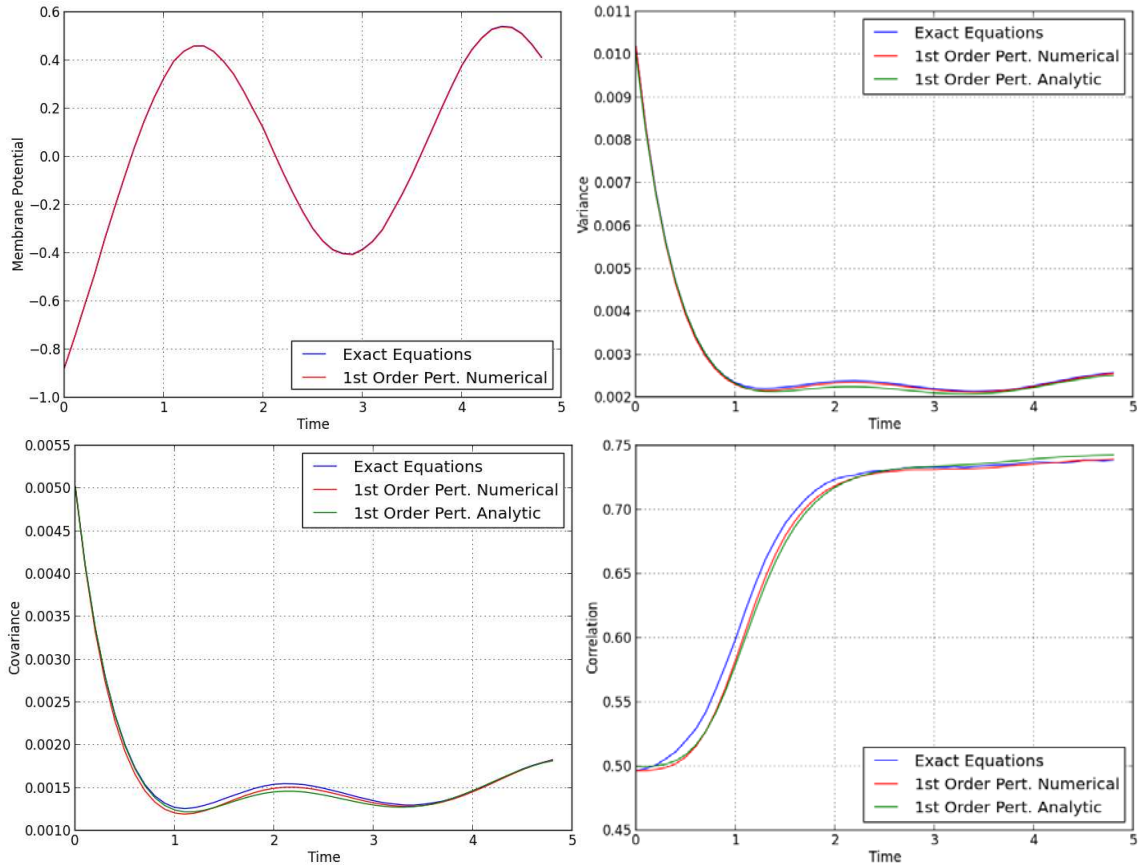 0.6
0.4
0.2
0.0
−0.2
−0.4
−0.6
−0.8
−1.0
Membrane Potential
0 1 2 3 4 5
Time
Exact Equations
1st Order Pert. Numerical
0.011
0.010
0.009
0.008
0.007
0.006
0.005
0.004
0.003
0.002
Variance
0 1 2 3 4 5
Time
Exact Equations
1st Order Pert. Numerical
1st Order Pert. Analytic
0.0055
0.0050
0.0045
0.0040
0.0035
0.0030
0.0025
0.0020
0.0015
0.0010
Covariance
0 1 2 3 4 5
Time
Exact Equations
1st Order Pert. Numerical
1st Order Pert. Analytic
0.75
0.70
0.65
0.60
0.55
0.50
0.45
Correlation
0 1 2 3 4 5
Time
Exact Equations
1st Order Pert. Numerical
1st Order Pert. Analytic